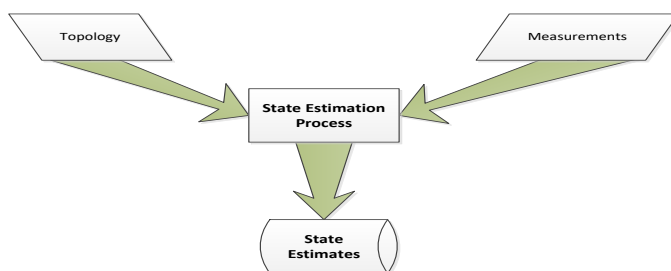 Topology
Measurements
State Estimation
Process
State
Estimates